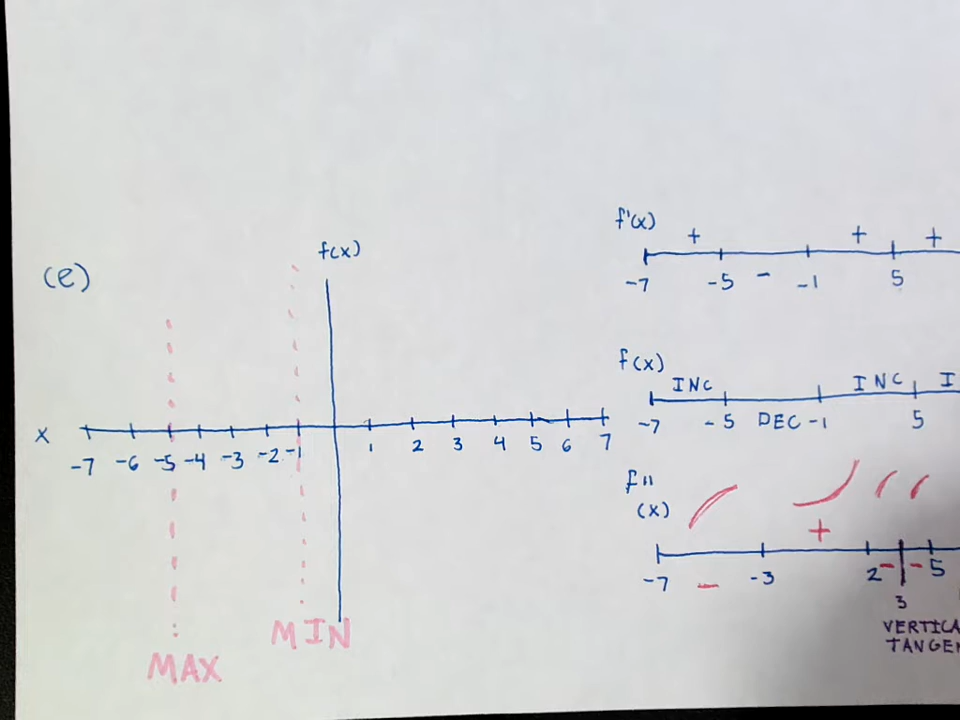 (e)
f(x)
x -7 -6 -5 -4 -3 -2 -1 1 2 3 4 5 6 7
MAX
MIN
f'(x)
+ + +
-7 -5 - -1 5
f(x)
INC INC I
-7 -5 DEC -1 5
f"
(x)
+
-7 - -3 2 - - 5
3
VERTICA
TANGEN